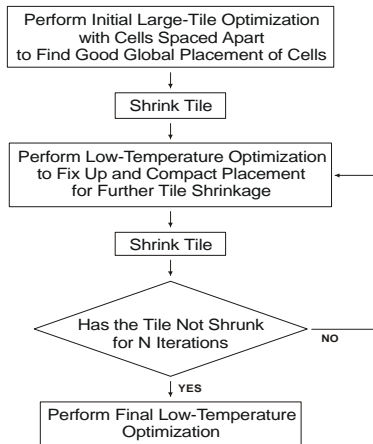 Perform Initial Large-Tile Optimization
with Cells Spaced Apart
to Find Good Global Placement of Cells
Shrink Tile
Perform Low-Temperature Optimization
to Fix Up and Compact Placement
for Further Tile Shrinkage
Shrink Tile
Has the Tile Not Shrunk
for N Iterations
NO
YES
Perform Final Low-Temperature
Optimization